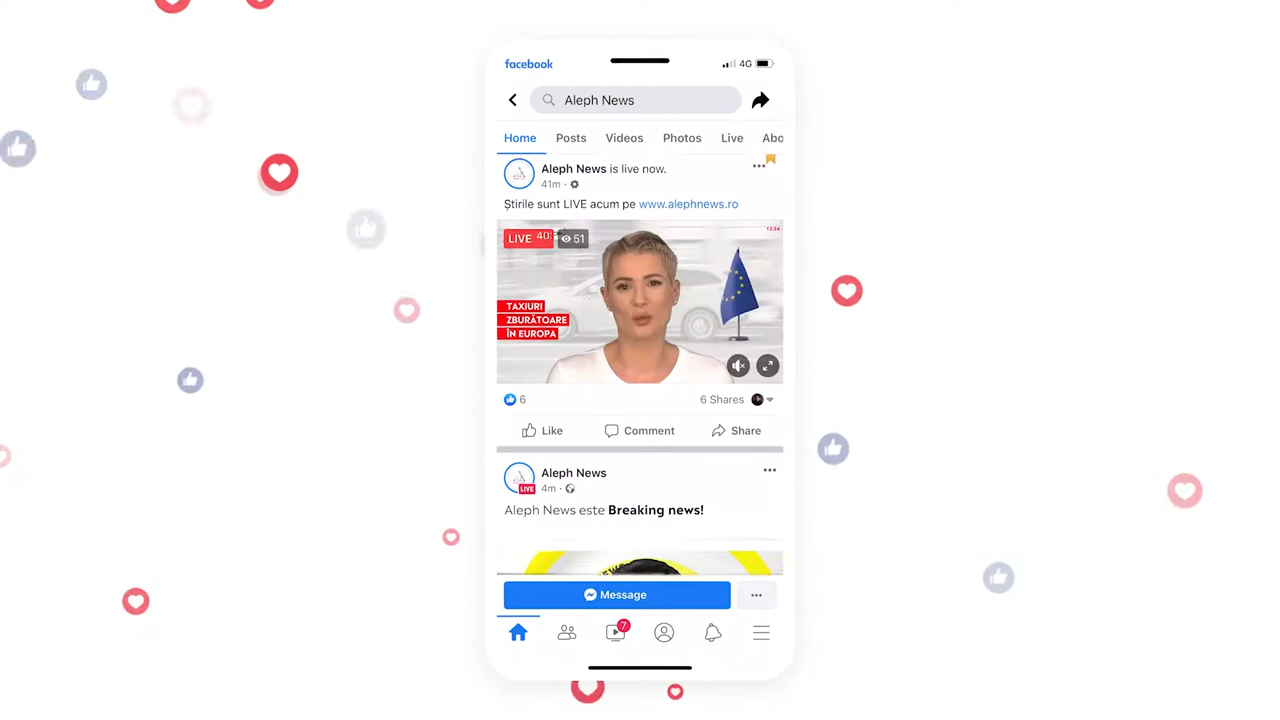 facebook
4G
Aleph News
Home Posts Videos Photos Live Abo
Aleph News is live now.
41m ·
Știrile sunt LIVE acum pe www.alephnews.ro
LIVE 40: 51
TAXIURI
ZBURĂTOARE
ÎN EUROPA
6 6 Shares
Like Comment Share
Aleph News
LIVE 4m ·
Aleph News este Breaking news!
Message
7